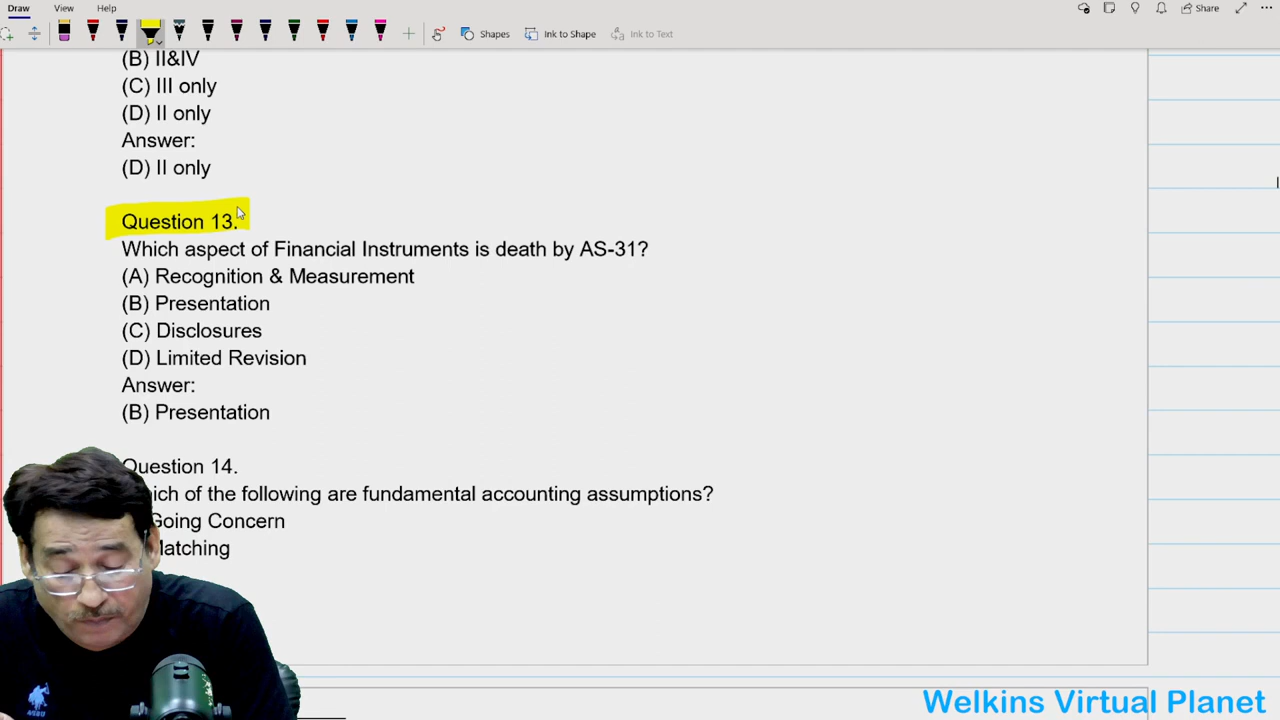 Draw View Help
Share
Shapes Ink to Shape Ink to Text
(B) II&IV
(C) III only
(D) II only
Answer:
(D) II only
Question 13.
Which aspect of Financial Instruments is death by AS-31?
(A) Recognition & Measurement
(B) Presentation
(C) Disclosures
(D) Limited Revision
Answer:
(B) Presentation
Question 14.
of the following are fundamental accounting assumptions?
Going Concern
Matching
Welkins Virtual Planet